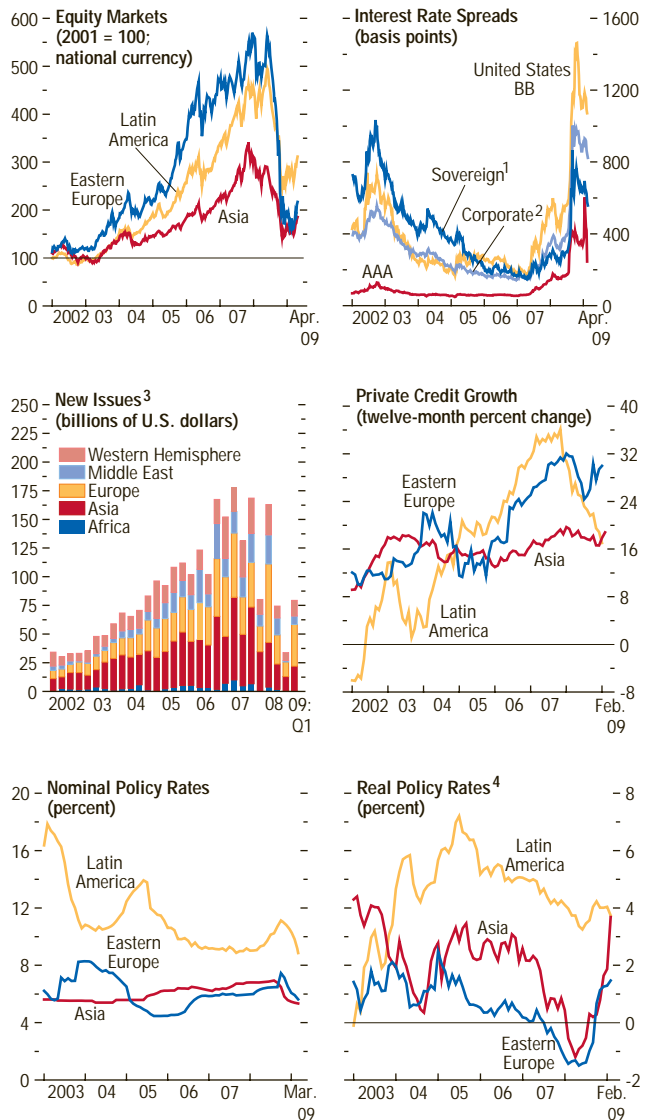 Equity Markets
(2001 = 100;
national currency)
600
500
400
300
200
100
0
Latin
America
Eastern
Europe
Asia
2002 03 04 05 06 07 Apr.
09
Interest Rate Spreads
(basis points)
1600
1200
800
400
0
United States
BB
Sovereign1
Corporate2
AAA
2002 03 04 05 06 07 Apr.
09
New Issues3
(billions of U.S. dollars)
250
225
200
175
150
125
100
75
50
25
0
Western Hemisphere
Middle East
Europe
Asia
Africa
2002 03 04 05 06 07 08 09:
Q1
Private Credit Growth
(twelve-month percent change)
40
32
24
16
8
0
-8
Eastern
Europe
Asia
Latin
America
2002 03 04 05 06 07 Feb.
09
Nominal Policy Rates
(percent)
20
16
12
8
4
0
Latin
America
Eastern
Europe
Asia
2003 04 05 06 07 Mar.
09
Real Policy Rates4
(percent)
8
6
4
2
0
-2
Latin
America
Asia
Eastern
Europe
2003 04 05 06 07 Feb.
09